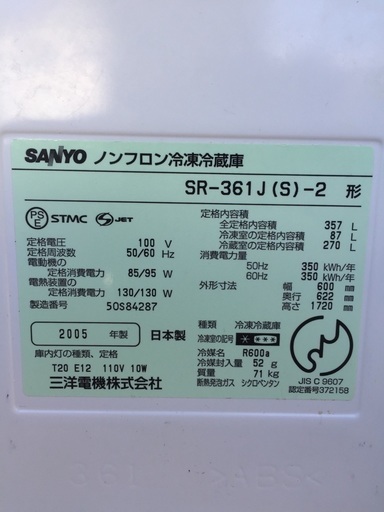 SANYO ノンフロン冷凍冷蔵庫
SR-361J(S)-2 形
PS E STMC S JET
定格電圧 100 V
定格周波数 50/60 Hz
電動機の
定格消費電力 85/95 W
電熱装置の
定格消費電力 130/130 W
製造番号 50S84287
2005 年製 日本製
庫内灯の種類、定格
T20 E12 110V 10W
三洋電機株式会社
定格内容積
全定格内容積 357 L
冷凍室の容積 87 L
冷蔵室の容積 270 L
消費電力量
50Hz 350 kWh/年
60Hz 350 kWh/年
外形寸法 幅 600 mm
奥行 622 mm
高さ 1720 mm
種類 冷凍冷蔵庫
冷凍室の記号 * ***
冷媒名 R600a
冷媒封入量 52 g
質量 71 kg
断熱発泡ガス シクロペンタン
JIS C 9607
認定番号372158